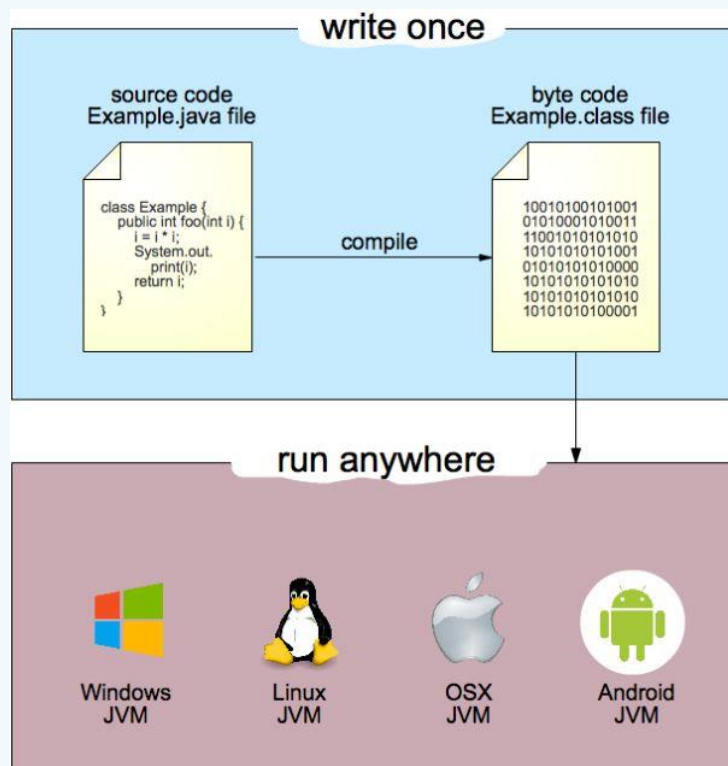 write once
source code
Example.java file
byte code
Example.class file
class Example {
public int foo(int i) {
i = i * i;
System.out.
print(i);
return i;
}
}
compile
10010100101001
01010001010011
11001010101010
10101010101001
01010101010000
10101010101010
10101010101010
10101010100001
run anywhere
Windows
JVM
Linux
JVM
OSX
JVM
Android
JVM